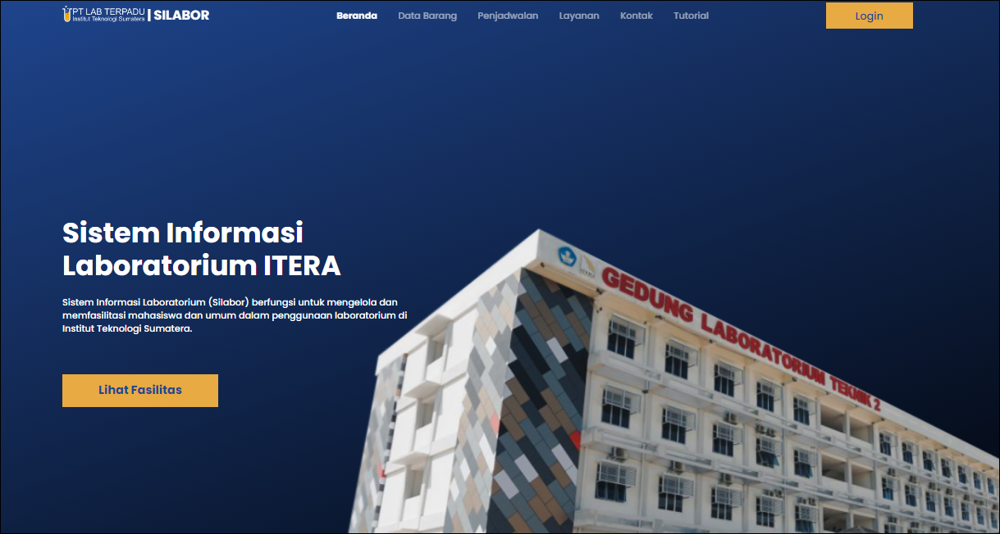 UPT LAB TERPADU
Institut Teknologi Sumatera
| SILABOR
Beranda
Data Barang
Penjadwalan
Layanan
Kontak
Tutorial
Login
Sistem Informasi
Laboratorium ITERA
Sistem Informasi Laboratorium (Silabor) berfungsi untuk mengelola dan
memfasilitasi mahasiswa dan umum dalam penggunaan laboratorium di
Institut Teknologi Sumatera.
Lihat Fasilitas
ITERA
GEDUNG LABORATORIUM TEKNIK 2